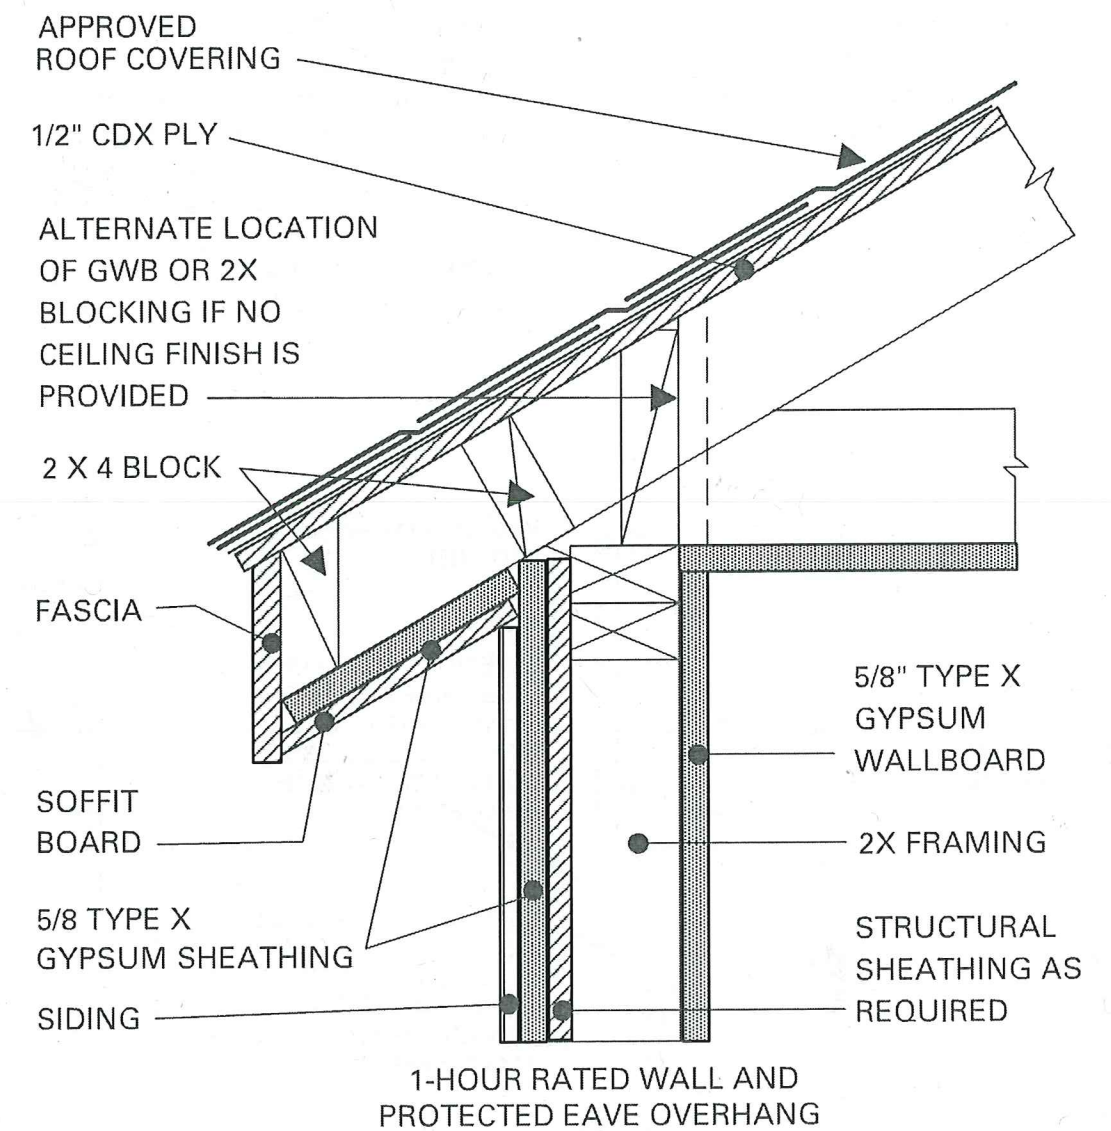 APPROVED
ROOF COVERING
1/2" CDX PLY
ALTERNATE LOCATION
OF GWB OR 2X
BLOCKING IF NO
CEILING FINISH IS
PROVIDED
2 X 4 BLOCK
FASCIA
SOFFIT
BOARD
5/8 TYPE X
GYPSUM SHEATHING
SIDING
5/8" TYPE X
GYPSUM
WALLBOARD
2X FRAMING
STRUCTURAL
SHEATHING AS
REQUIRED
1-HOUR RATED WALL AND
PROTECTED EAVE OVERHANG